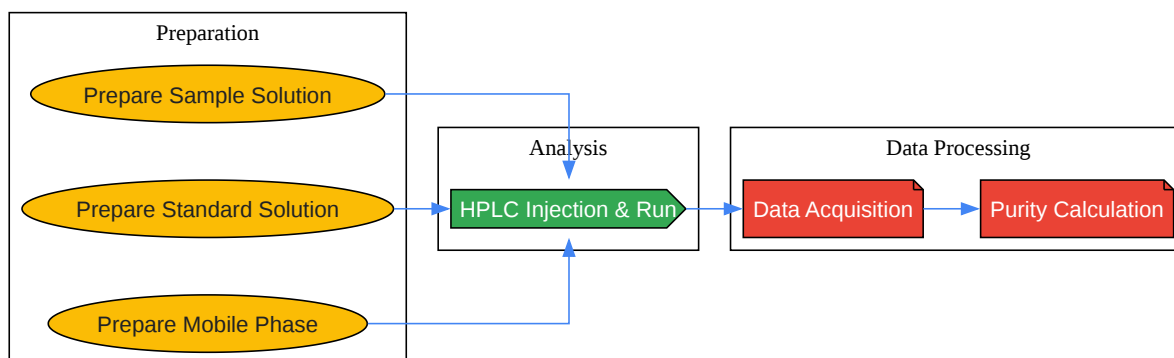 Preparation
Prepare Sample Solution
Prepare Standard Solution
Prepare Mobile Phase
Analysis
HPLC Injection & Run
Data Processing
Data Acquisition
Purity Calculation